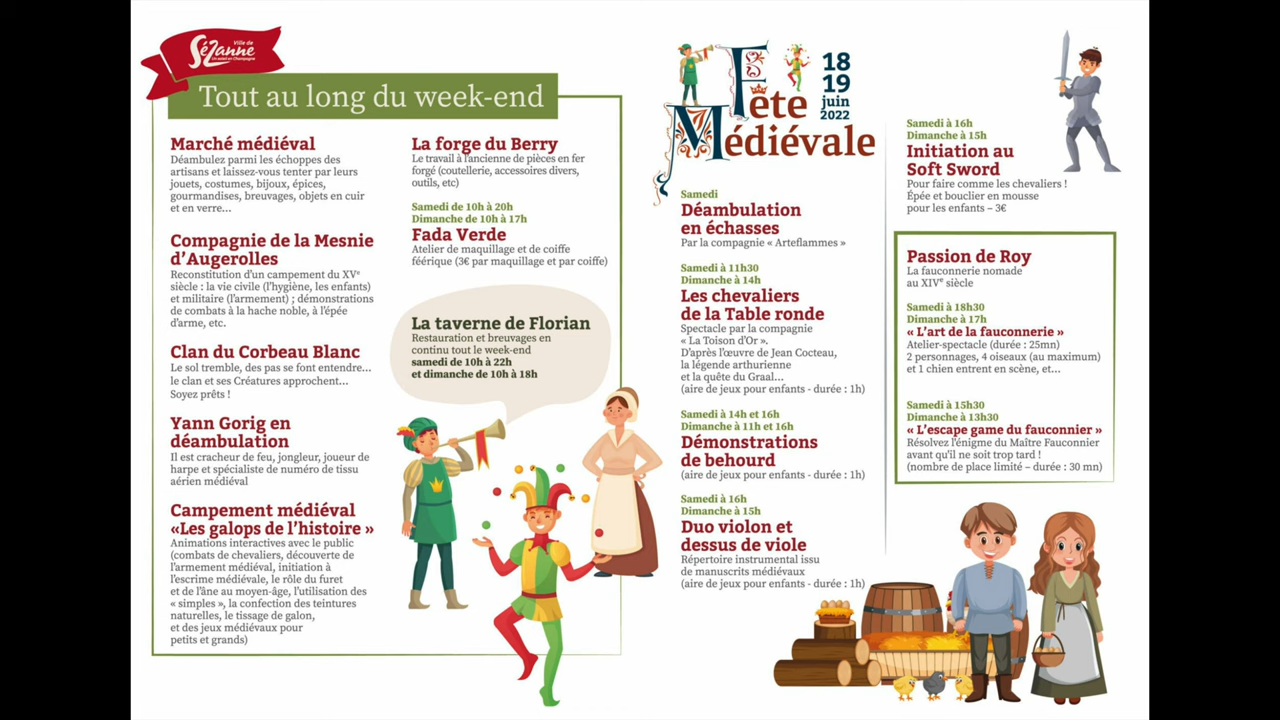 Ville de
Sézanne
Un soleil en Champagne
Tout au long du week-end
Marché médiéval
Déambulez parmi les échoppes des
artisans et laissez-vous tenter par leurs
jouets, costumes, bijoux, épices,
gourmandises, breuvages, objets en cuir
et en verre...
Compagnie de la Mesnie
d'Augerolles
Reconstitution d'un campement du XVe
siècle : la vie civile (l'hygiène, les enfants)
et militaire (l'armement) ; démonstrations
de combats à la hache noble, à l'épée
d'arme, etc.
Clan du Corbeau Blanc
Le sol tremble, des pas se font entendre...
le clan et ses Créatures approchent...
Soyez prêts !
Yann Gorig en
déambulation
Il est cracheur de feu, jongleur, joueur de
harpe et spécialiste de numéro de tissu
aérien médiéval
Campement médiéval
«Les galops de l'histoire »
Animations interactives avec le public
(combats de chevaliers, découverte de
l'armement médiéval, initiation à
l'escrime médiévale, le rôle du furet
et de l'âne au moyen-âge, l'utilisation des
« simples », la confection des teintures
naturelles, le tissage de galon,
et des jeux médiévaux pour
petits et grands)
La forge du Berry
Le travail à l'ancienne de pièces en fer
forgé (coutellerie, accessoires divers,
outils, etc)
Samedi de 10h à 20h
Dimanche de 10h à 17h
Fada Verde
Atelier de maquillage et de coiffe
féérique (3€ par maquillage et par coiffe)
La taverne de Florian
Restauration et breuvages en
continu tout le week-end
samedi de 10h à 22h
et dimanche de 10h à 18h
Fête
Médiévale
18
19
juin
2022
Samedi
Déambulation
en échasses
Par la compagnie « Arteflammes »
Samedi à 11h30
Dimanche à 14h
Les chevaliers
de la Table ronde
Spectacle par la compagnie
« La Toison d'Or ».
D'après l'œuvre de Jean Cocteau,
la légende arthurienne
et la quête du Graal...
(aire de jeux pour enfants - durée : 1h)
Samedi à 14h et 16h
Dimanche à 11h et 16h
Démonstrations
de behourd
(aire de jeux pour enfants - durée : 1h)
Samedi à 16h
Dimanche à 15h
Duo violon et
dessus de viole
Répertoire instrumental issu
de manuscrits médiévaux
(aire de jeux pour enfants - durée : 1h)
Samedi à 16h
Dimanche à 15h
Initiation au
Soft Sword
Pour faire comme les chevaliers !
Épée et bouclier en mousse
pour les enfants – 3€
Passion de Roy
La fauconnerie nomade
au XIVe siècle
Samedi à 18h30
Dimanche à 17h
« L'art de la fauconnerie »
Atelier-spectacle (durée : 25mn)
2 personnages, 4 oiseaux (au maximum)
et 1 chien entrent en scène, et...
Samedi à 15h30
Dimanche à 13h30
« L'escape game du fauconnier »
Résolvez l'énigme du Maître Fauconnier
avant qu'il ne soit trop tard !
(nombre de place limité – durée : 30 mn)